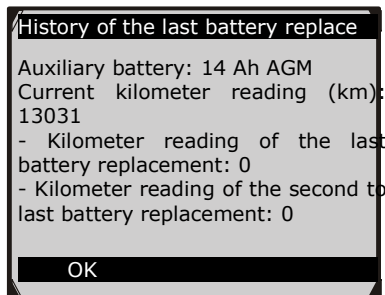 History of the last battery replace
Auxiliary battery: 14 Ah AGM
Current kilometer reading (km):
13031
- Kilometer reading of the last
battery replacement: 0
- Kilometer reading of the second to
last battery replacement: 0
OK